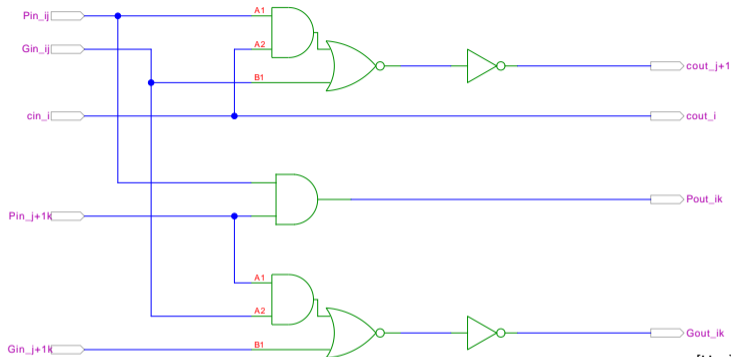 Pin_ij
A1
Gin_ij
A2
cout_j+1
B1
cin_i
cout_i
Pout_ik
Pin_j+1k
A1
A2
Gout_ik
Gin_j+1k
B1